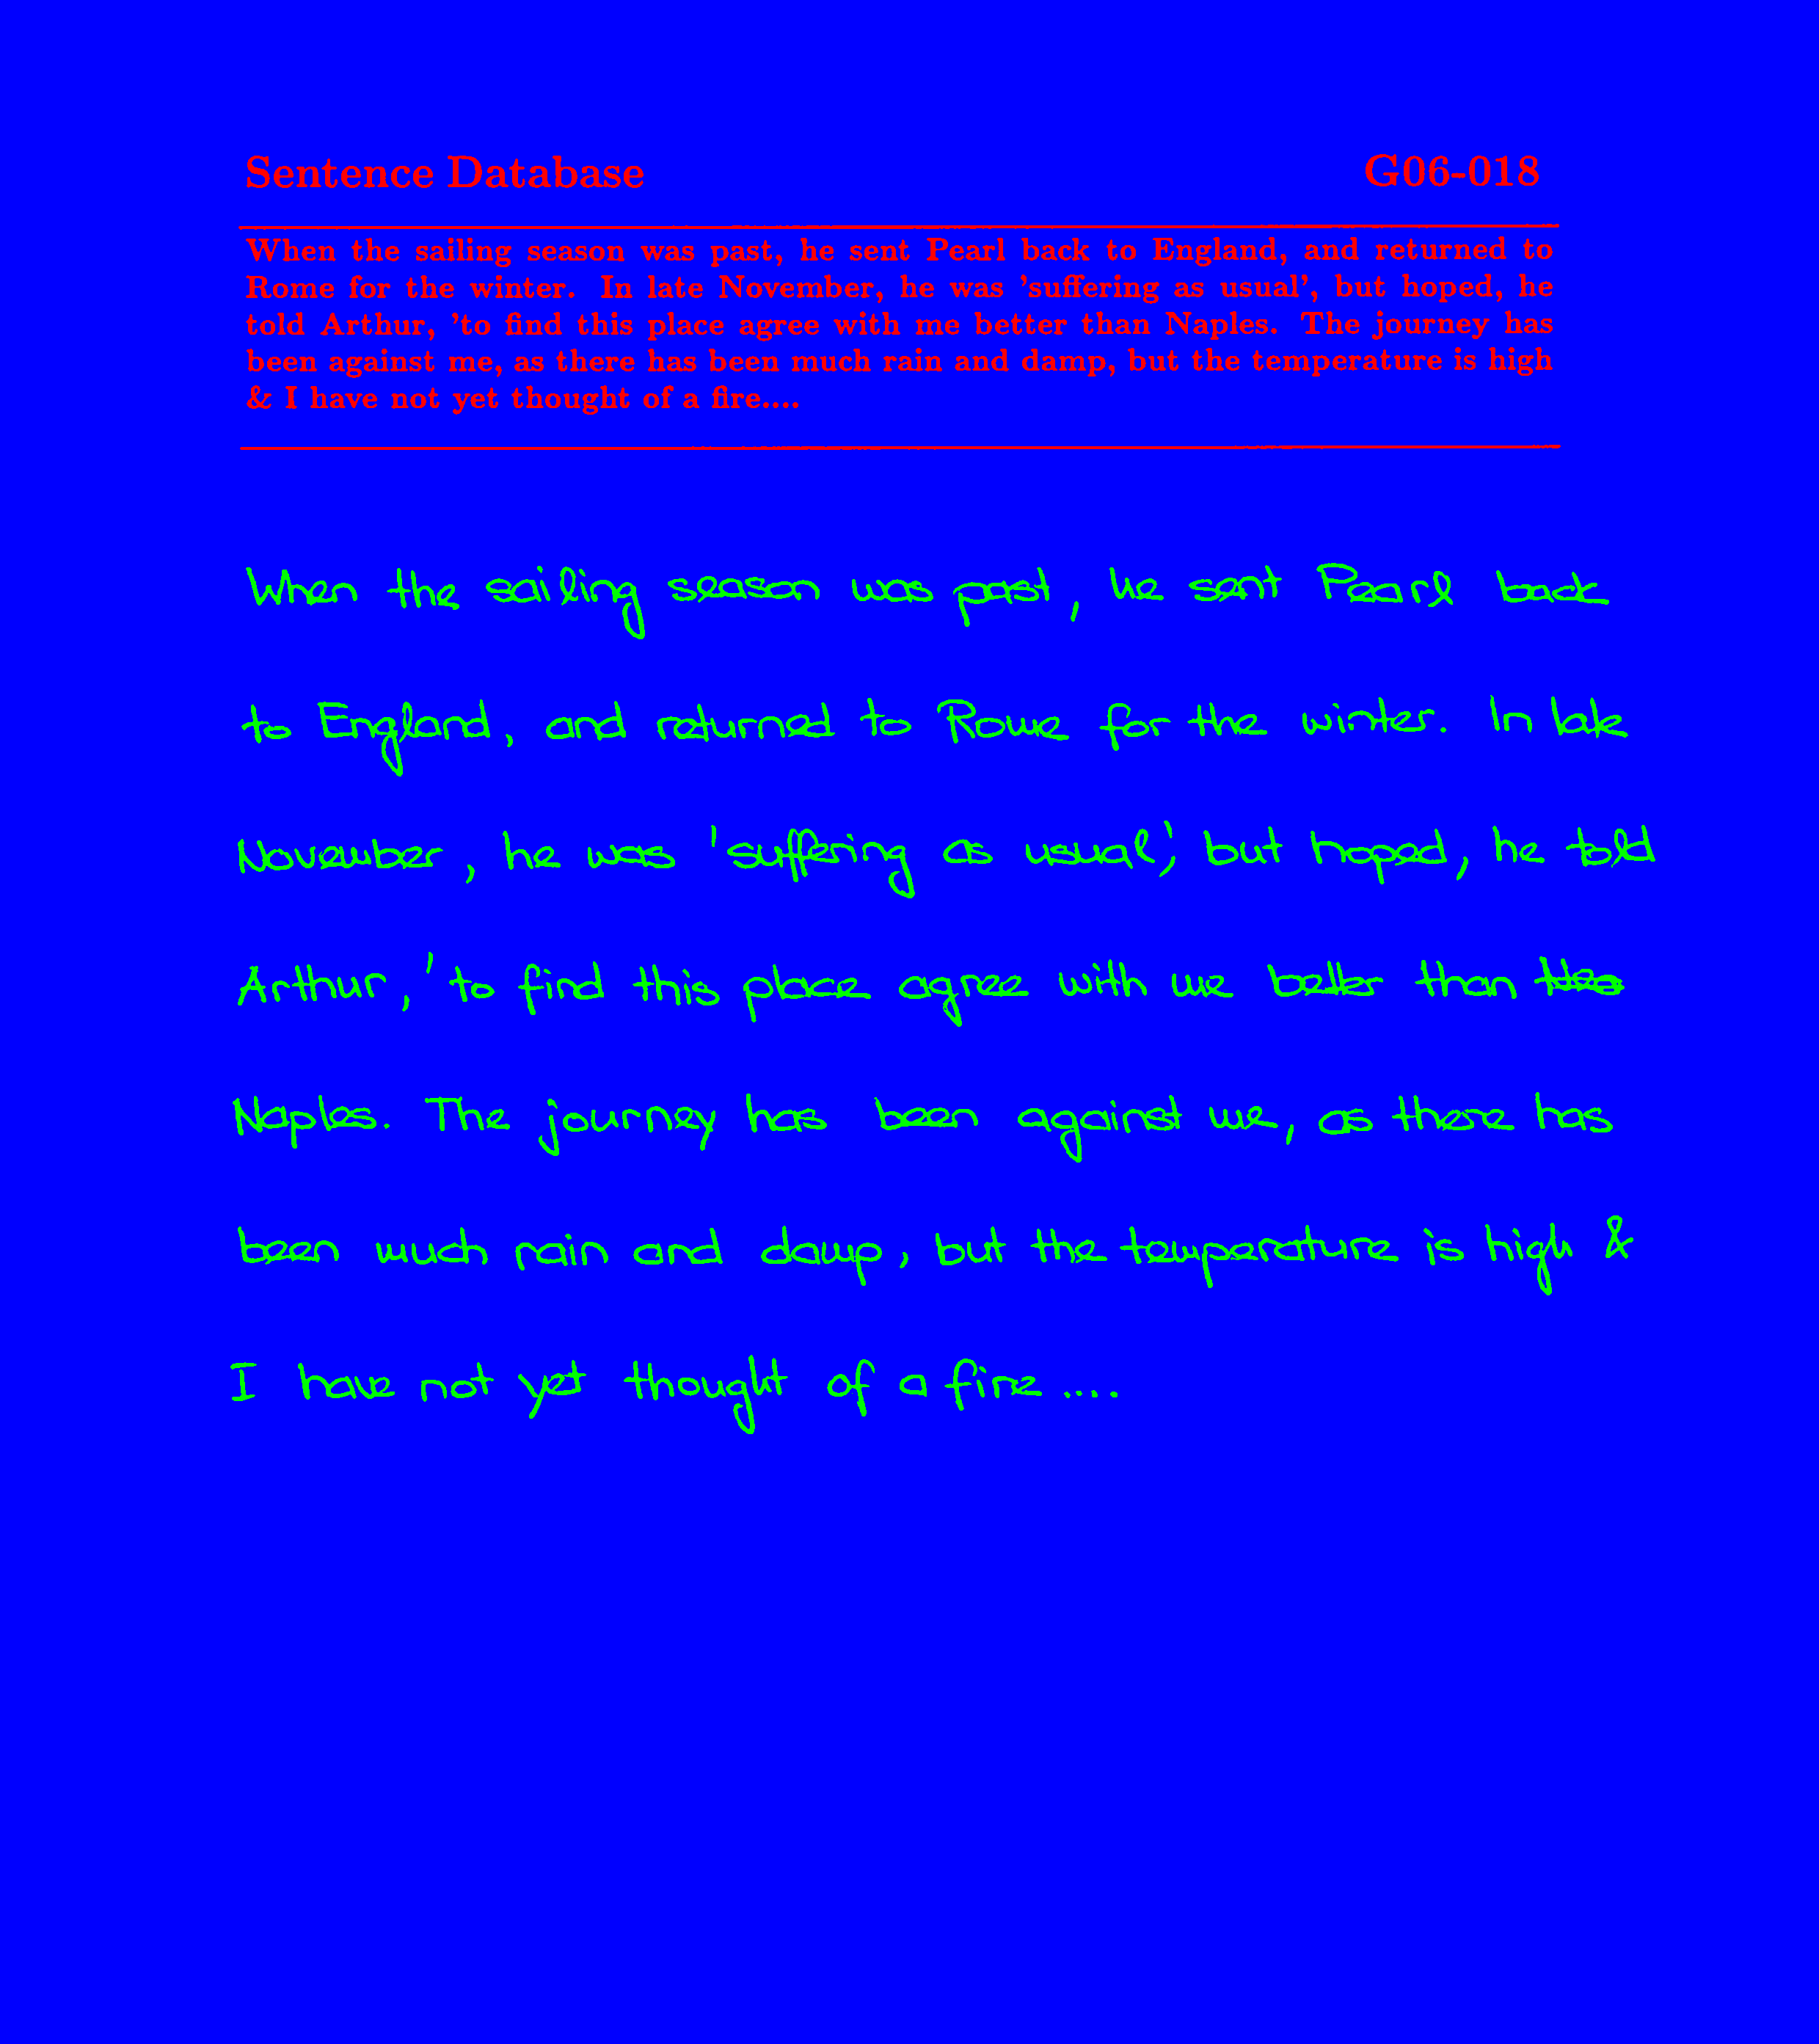 Sentence Database G06-018
When the sailing season was past, he sent Pearl back to England, and returned to
Rome for the winter. In late November, he was 'suffering as usual', but hoped, he
told Arthur, 'to find this place agree with me better than Naples. The journey has
been against me, as there has been much rain and damp, but the temperature is high
& I have not yet thought of a fire....
When the sailing season was past, he sent Pearl back
to England, and returned to Rome for the winter. In late
November, he was 'suffering as usual', but hoped, he told
Arthur, 'to find this place agree with me better than
Naples. The journey has been against me, as there has
been much rain and damp, but the temperature is high &
I have not yet thought of a fire....